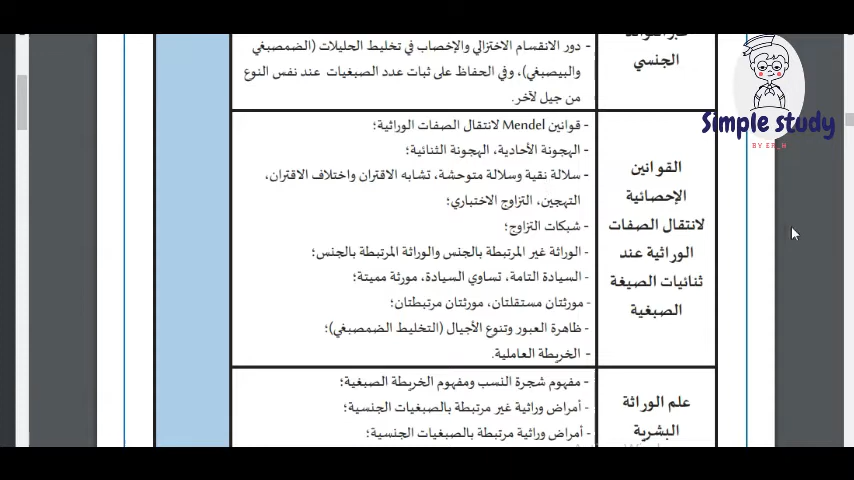 - دور الانقسام الاختزالي والإخصاب في تخليط الحليلات (الضمصبغي
والبيصبغي)، وفي الحفاظ على ثبات عدد الصبغيات عند نفس النوع
من جيل لآخر.
الجنسي
- قوانين Mendel لانتقال الصفات الوراثية؛
- الهجونة الأحادية، الهجونة الثنائية؛
- سلالة نقية وسلالة متوحشة، تشابه الاقتران واختلاف الاقتران،
التهجين، التزاوج الاختباري؛
- شبكات التزاوج؛
- الوراثة غير المرتبطة بالجنس والوراثة المرتبطة بالجنس؛
- السيادة التامة، تساوي السيادة، مورثة مميتة؛
- مورثتان مستقلتان، مورثتان مرتبطتان؛
- ظاهرة العبور وتنوع الأجيال (التخليط الضمصبغي)؛
- الخريطة العاملية.
القوانين
الإحصائية
لانتقال الصفات
الوراثية عند
ثنائيات الصيغة
الصبغية
- مفهوم شجرة النسب ومفهوم الخريطة الصبغية؛
- أمراض وراثية غير مرتبطة بالصبغيات الجنسية؛
- أمراض وراثية مرتبطة بالصبغيات الجنسية؛
علم الوراثة
البشرية
Simple study